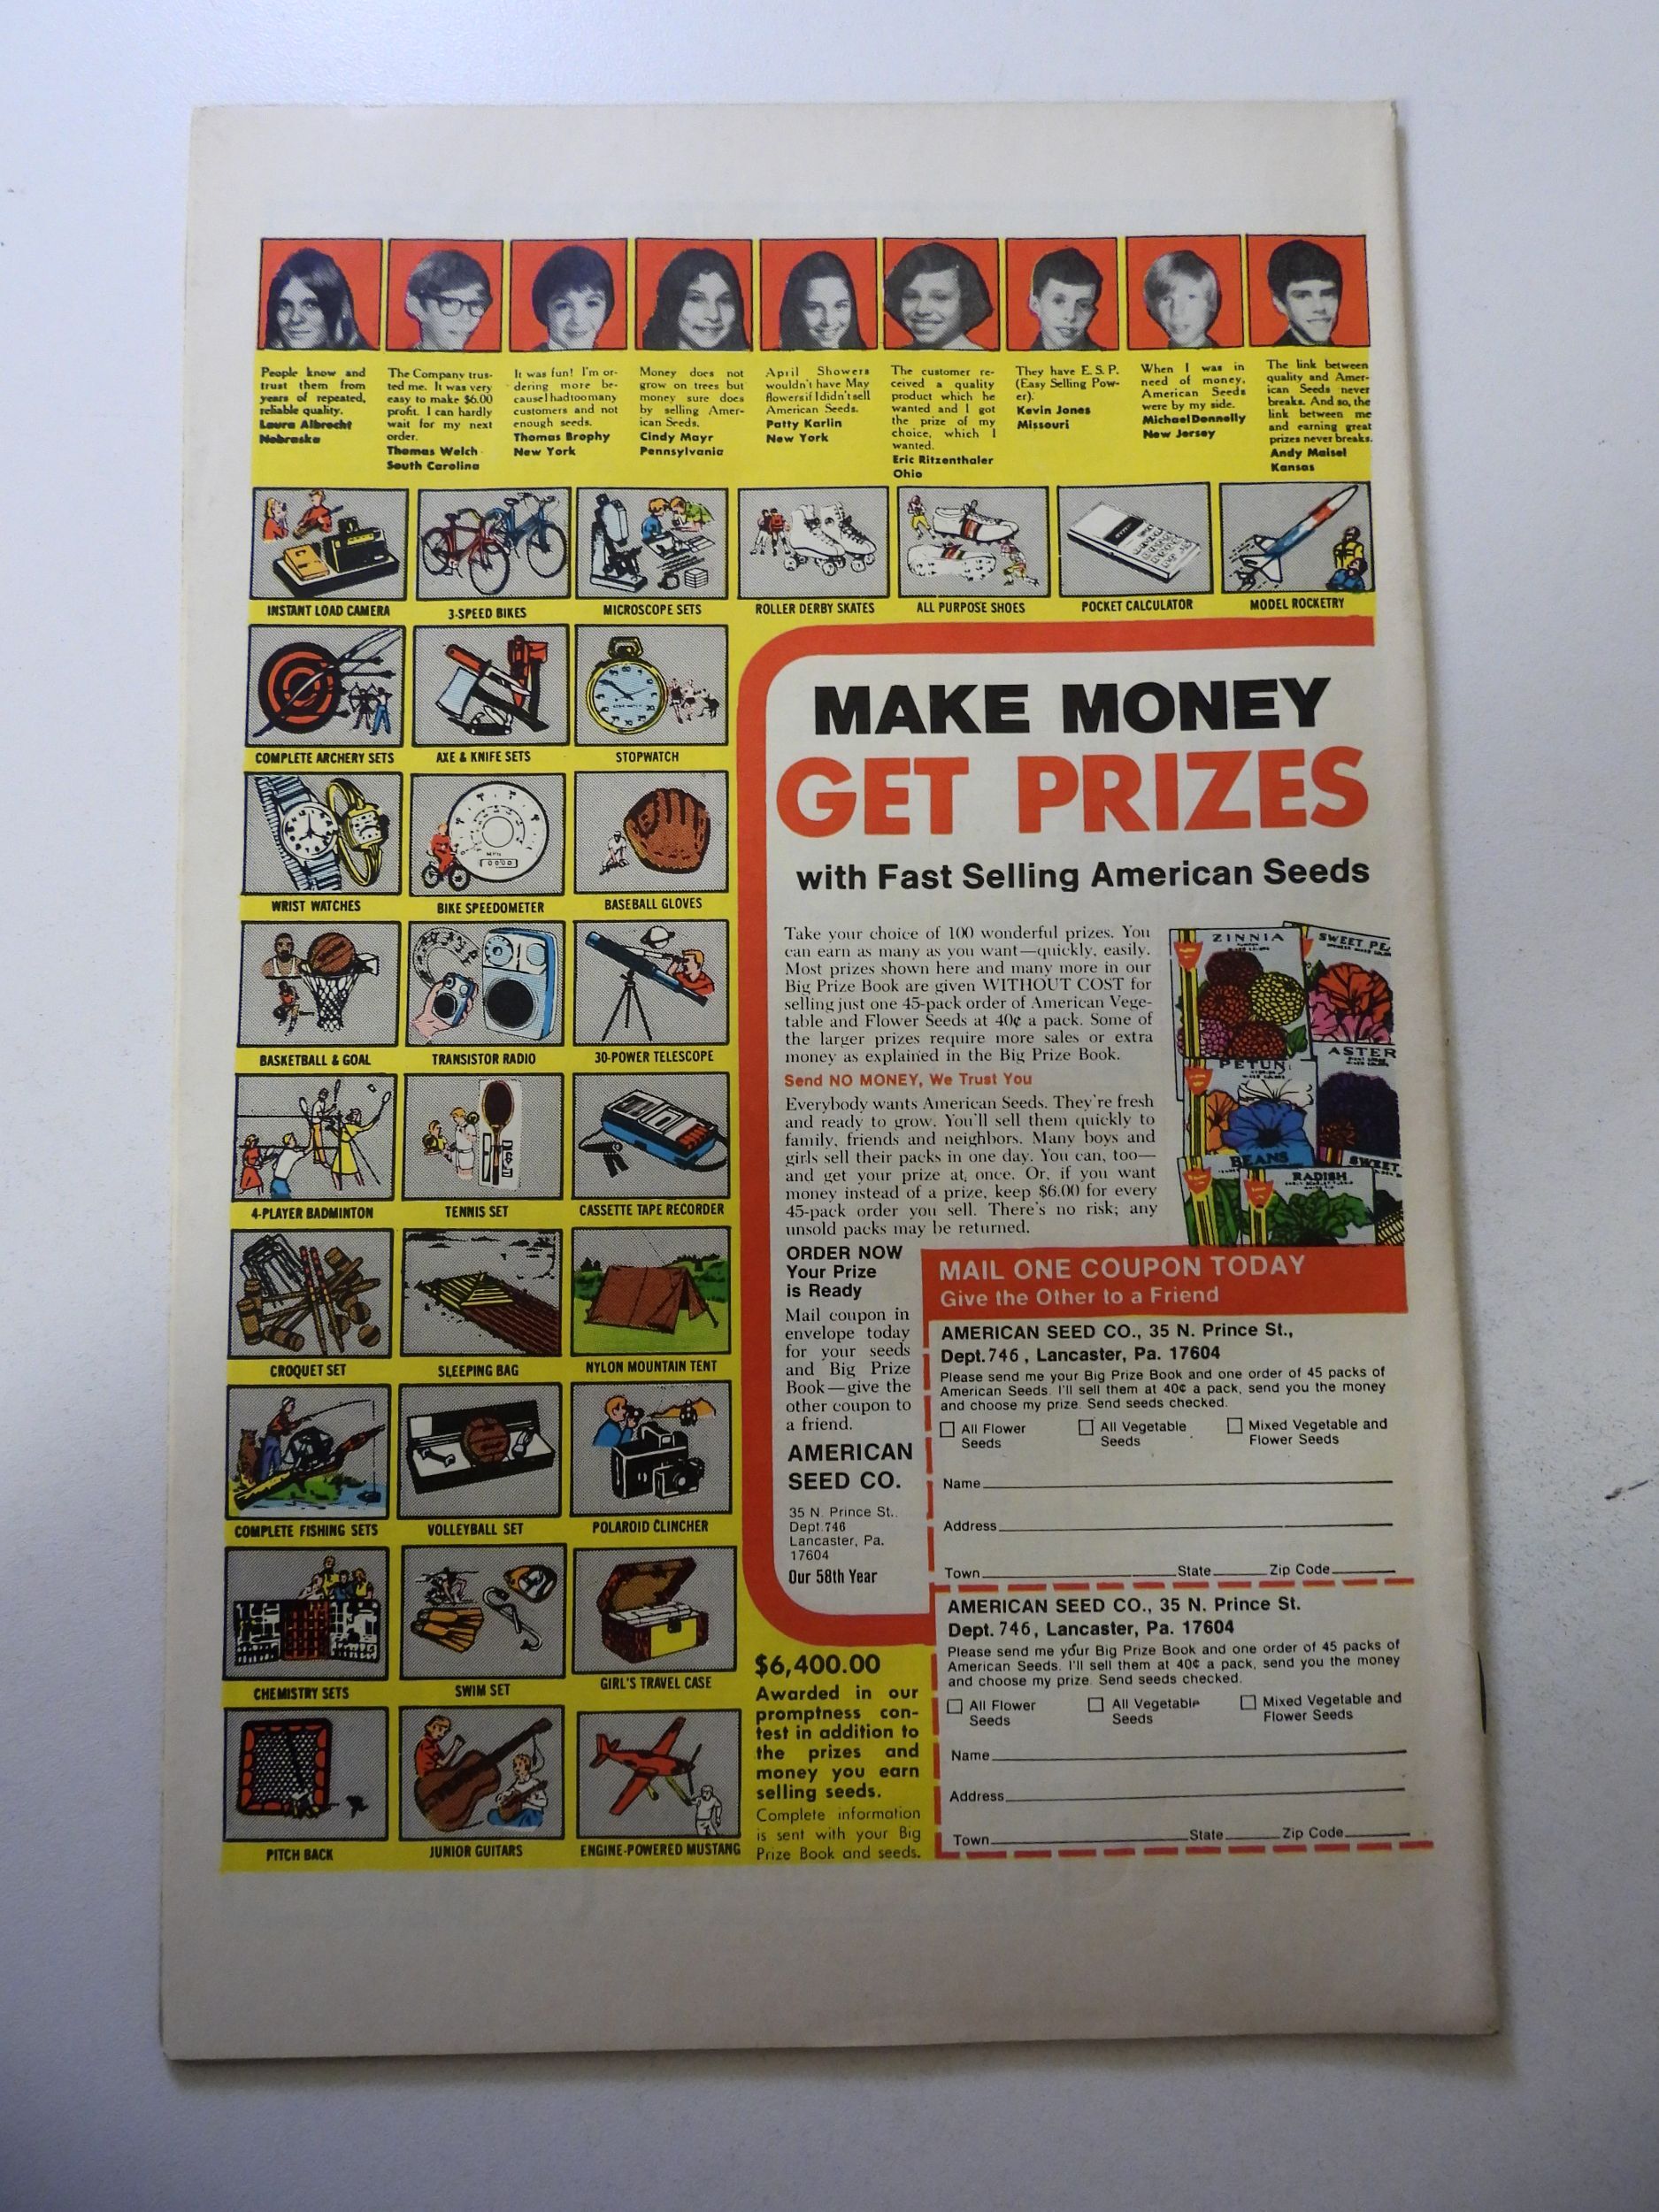 People know and
trust them from
years of repeated,
reliable quality.
Laura Albrecht
Nebraska
The Company trus-
ted me. It was very
easy to make $6.00
profit. I can hardly
wait for my next
order.
Thomas Welch
South Carolina
It was fun! I'm or-
dering more be-
cause I had too many
customers and not
enough seeds.
Thomas Brophy
New York
Money does not
grow on trees but
money sure does
by selling Amer-
ican Seeds.
Cindy Mayr
Pennsylvania
April Showers
wouldn't have May
flowers if I didn't sell
American Seeds.
Patty Karlin
New York
The customer re-
ceived a quality
product which he
wanted and I got
the prize of my
choice, which I
wanted.
Eric Ritzenthaler
Ohio
They have E. S. P.
(Easy Selling Pow-
er).
Kevin Jones
Missouri
When I was in
need of money,
American Seeds
were by my side.
Michael Donnelly
New Jersey
The link between
quality and Amer-
ican Seeds never
breaks. And so, the
link between me
and earning great
prizes never breaks.
Andy Maisel
Kansas
INSTANT LOAD CAMERA
3-SPEED BIKES
MICROSCOPE SETS
ROLLER DERBY SKATES
ALL PURPOSE SHOES
POCKET CALCULATOR
MODEL ROCKETRY
COMPLETE ARCHERY SETS
AXE & KNIFE SETS
STOPWATCH
WRIST WATCHES
BIKE SPEEDOMETER
BASEBALL GLOVES
BASKETBALL & GOAL
TRANSISTOR RADIO
30-POWER TELESCOPE
4-PLAYER BADMINTON
TENNIS SET
CASSETTE TAPE RECORDER
CROQUET SET
SLEEPING BAG
NYLON MOUNTAIN TENT
COMPLETE FISHING SETS
VOLLEYBALL SET
POLAROID CLINCHER
CHEMISTRY SETS
SWIM SET
GIRL'S TRAVEL CASE
PITCH BACK
JUNIOR GUITARS
ENGINE-POWERED MUSTANG
MAKE MONEY
GET PRIZES
with Fast Selling American Seeds
Take your choice of 100 wonderful prizes. You
can earn as many as you want—quickly, easily.
Most prizes shown here and many more in our
Big Prize Book are given WITHOUT COST for
selling just one 45-pack order of American Vege-
table and Flower Seeds at 40¢ a pack. Some of
the larger prizes require more sales or extra
money as explained in the Big Prize Book.
Send NO MONEY, We Trust You
Everybody wants American Seeds. They're fresh
and ready to grow. You'll sell them quickly to
family, friends and neighbors. Many boys and
girls sell their packs in one day. You can, too—
and get your prize at once. Or, if you want
money instead of a prize, keep $6.00 for every
45-pack order you sell. There's no risk; any
unsold packs may be returned.
ZINNIA
SWEET PE
ASTER
PETUN
BEANS
SWEET
RADISH
ORDER NOW
Your Prize
is Ready
Mail coupon in
envelope today
for your seeds
and Big Prize
Book—give the
other coupon to
a friend.
AMERICAN
SEED CO.
35 N. Prince St.,
Dept. 746
Lancaster, Pa.
17604
Our 58th Year
MAIL ONE COUPON TODAY
Give the Other to a Friend
AMERICAN SEED CO., 35 N. Prince St.,
Dept. 746, Lancaster, Pa. 17604
Please send me your Big Prize Book and one order of 45 packs of
American Seeds. I'll sell them at 40¢ a pack, send you the money
and choose my prize. Send seeds checked.
All Flower Seeds
All Vegetable Seeds
Mixed Vegetable and Flower Seeds
Name
Address
Town State Zip Code
AMERICAN SEED CO., 35 N. Prince St.
Dept. 746, Lancaster, Pa. 17604
Please send me your Big Prize Book and one order of 45 packs of
American Seeds. I'll sell them at 40¢ a pack, send you the money
and choose my prize. Send seeds checked.
All Flower Seeds
All Vegetable Seeds
Mixed Vegetable and Flower Seeds
Name
Address
Town State Zip Code
$6,400.00
Awarded in our
promptness con-
test in addition to
the prizes and
money you earn
selling seeds.
Complete information
is sent with your Big
Prize Book and seeds.